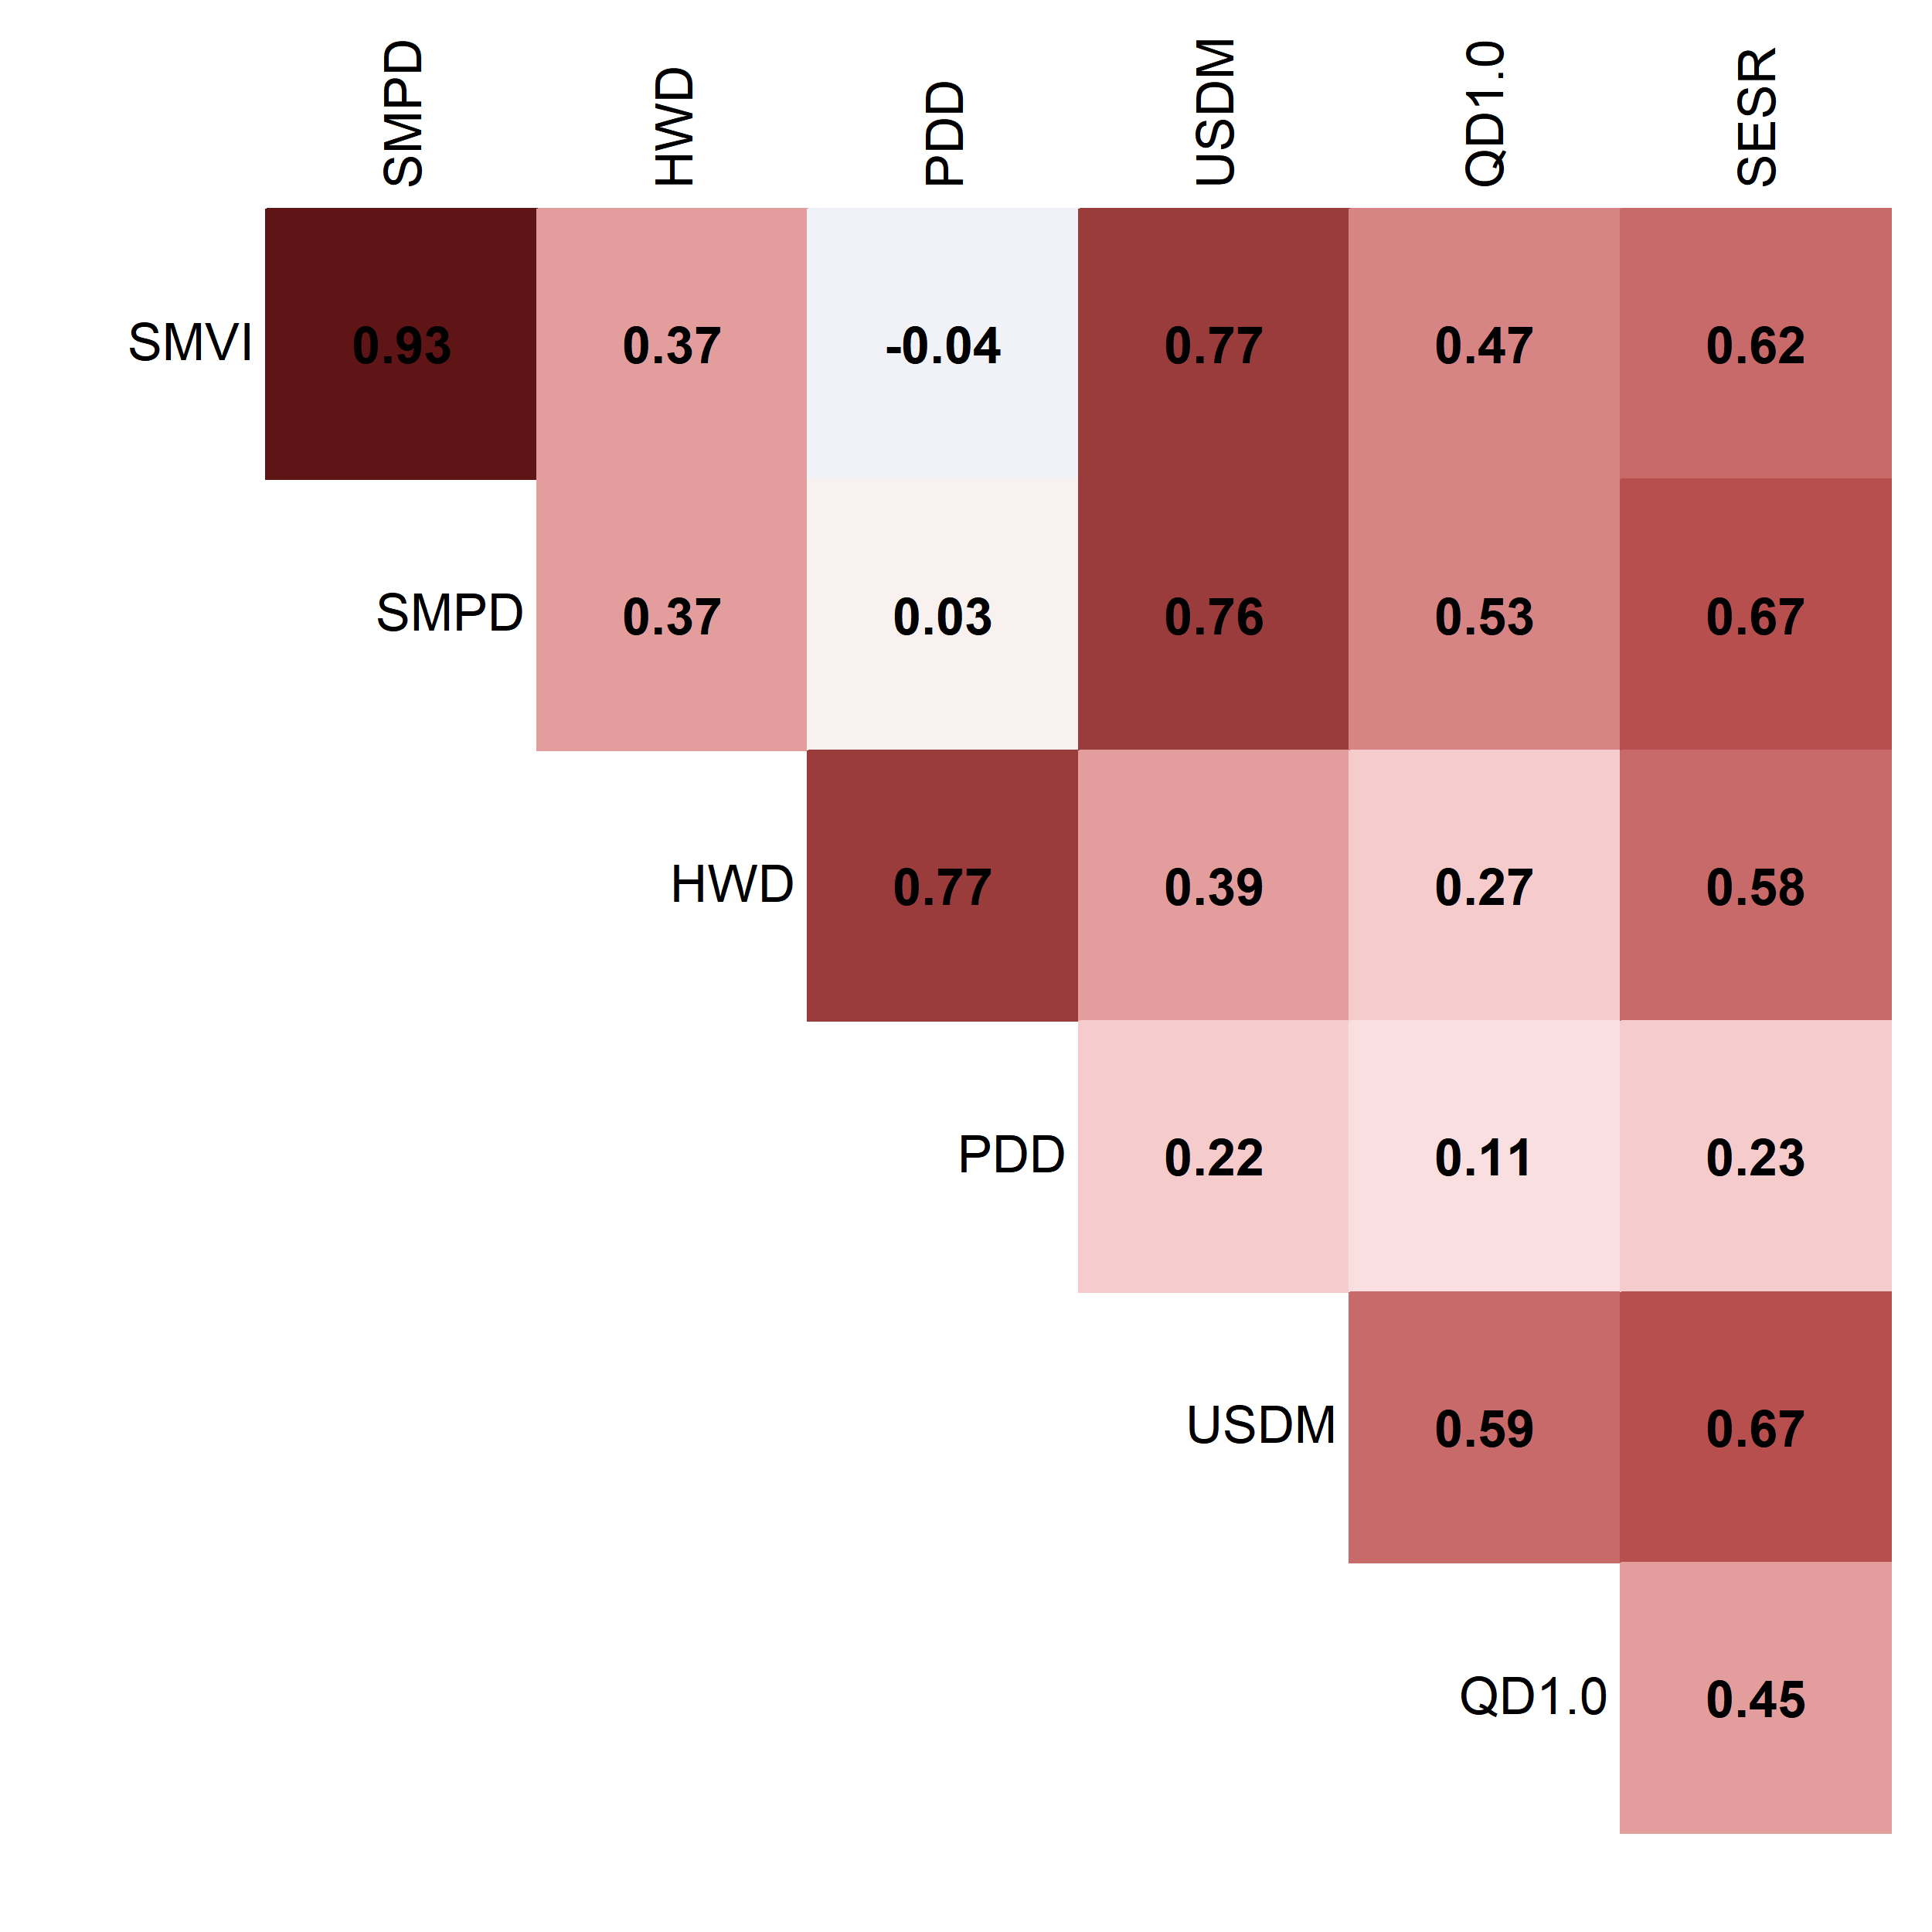 SMPD HWD PDD USDM QD1.0 SESR
SMVI 0.93 0.37 -0.04 0.77 0.47 0.62
SMPD 0.37 0.03 0.76 0.53 0.67
HWD 0.77 0.39 0.27 0.58
PDD 0.22 0.11 0.23
USDM 0.59 0.67
QD1.0 0.45